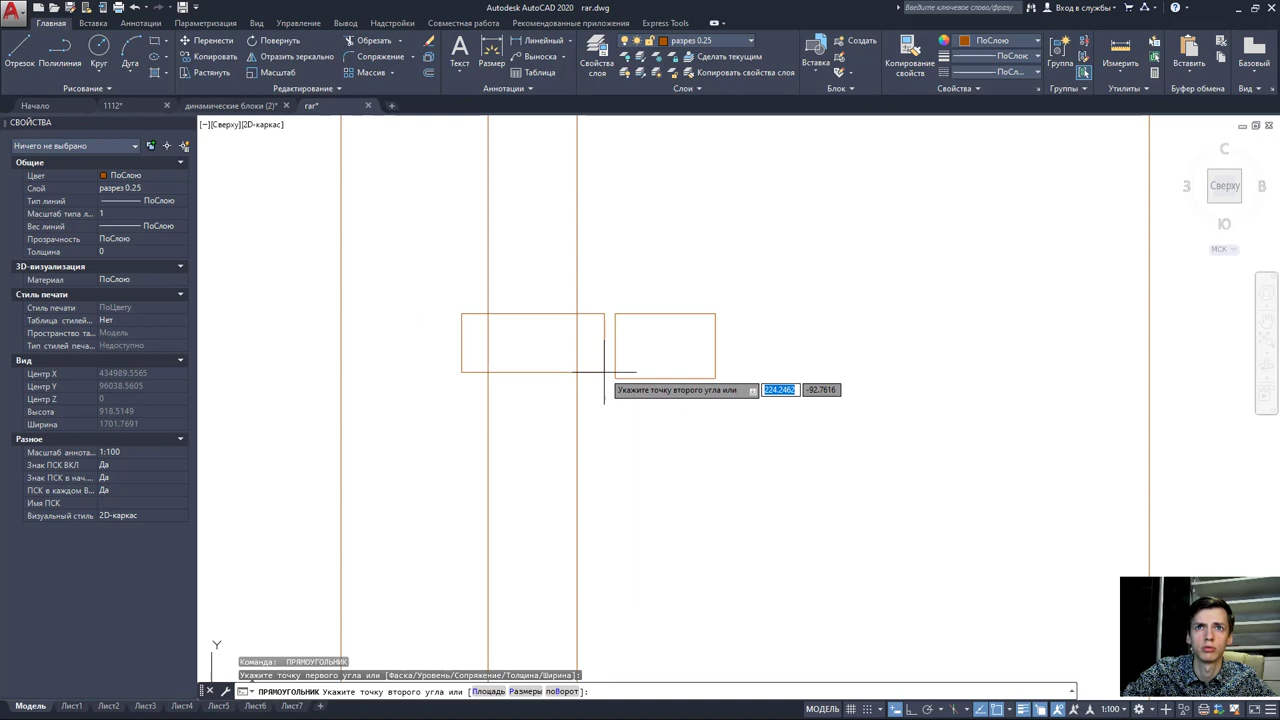 Autodesk AutoCAD 2020 rar.dwg
Введите ключевое слово/фразу
Вход в службы
Главная Вставка Аннотации Параметризация Вид Управление Вывод Надстройки Совместная работа Рекомендованные приложения Express Tools
Отрезок Полилиния Круг Дуга
Перенести Повернуть Обрезать
Копировать Отразить зеркально Сопряжение
Растянуть Масштаб Массив
Текст Размер
Линейный
Выноска
Таблица
Свойства слоя
разрез 0.25
Сделать текущим
Копировать свойства слоя
Вставка
Создать
Копирование свойств
ПоСлою
ПоСлою
ПоСл...
Группа
Измерить
Вставить
Базовый
Рисование Редактирование Аннотации Слои Блок Свойства Группы Утилиты Буфер обмена Вид
Начало 1112* динамические блоки (2)* rar*
СВОЙСТВА
[−][Сверху][2D-каркас]
Ничего не выбрано
Общие
Цвет ПоСлою
Слой разрез 0.25
Тип линий ПоСлою
Масштаб типа л... 1
Вес линий ПоСлою
Прозрачность ПоСлою
Толщина 0
3D-визуализация
Материал ПоСлою
Стиль печати
Стиль печати ПоЦвету
Таблица стилей... Нет
Пространство та... Модель
Тип стилей печа... Недоступно
Вид
Центр X 434989.5565
Центр Y 96038.5605
Центр Z 0
Высота 918.5149
Ширина 1701.7691
Разное
Масштаб аннота... 1:100
Знак ПСК ВКЛ Да
Знак ПСК в нач.... Да
ПСК в каждом В... Да
Имя ПСК
Визуальный стиль 2D-каркас
С
З Сверху В
Ю
МСК
Укажите точку второго угла или 224.2462 -92.7616
Y
Команда: ПРЯМОУГОЛЬНИК
Укажите точку первого угла или [Фаска/Уровень/Сопряжение/Толщина/Ширина]:
ПРЯМОУГОЛЬНИК Укажите точку второго угла или [Площадь Размеры поВорот]:
Модель Лист1 Лист2 Лист3 Лист4 Лист5 Лист6 Лист7 +
МОДЕЛЬ 1:100